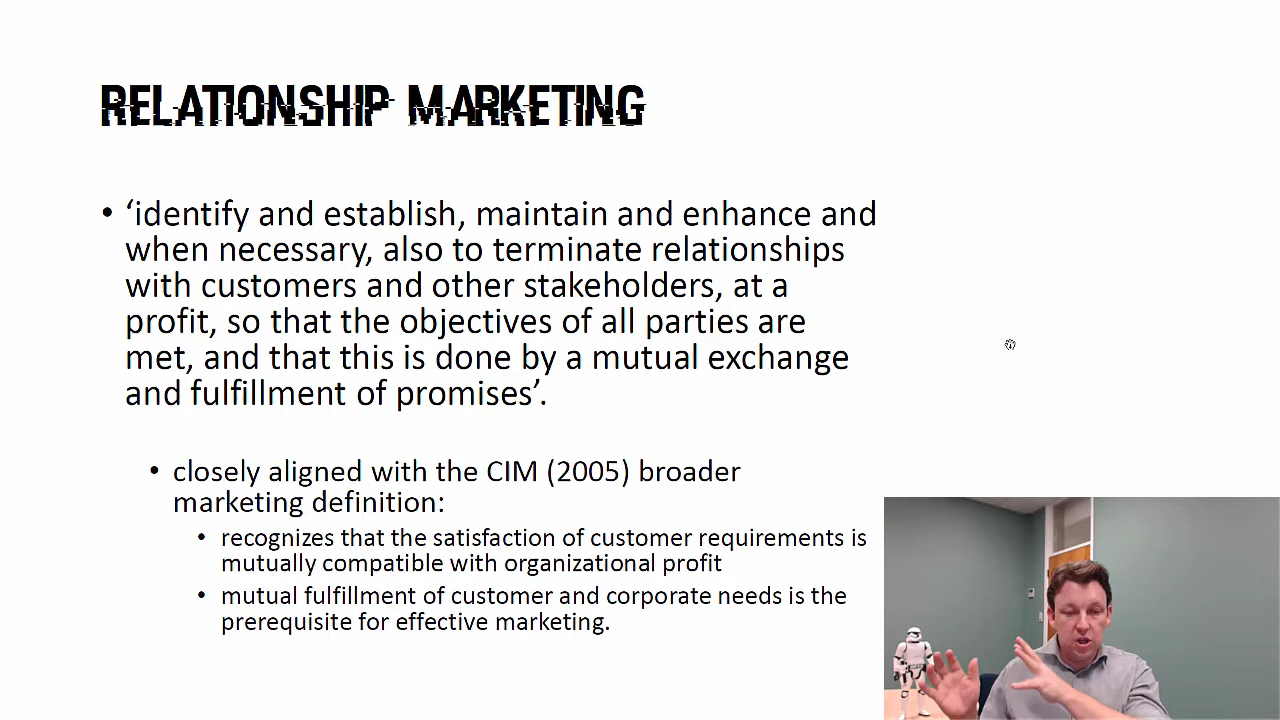 RELATIONSHIP MARKETING
• ‘identify and establish, maintain and enhance and
when necessary, also to terminate relationships
with customers and other stakeholders, at a
profit, so that the objectives of all parties are
met, and that this is done by a mutual exchange
and fulfillment of promises’.
• closely aligned with the CIM (2005) broader
marketing definition:
• recognizes that the satisfaction of customer requirements is
mutually compatible with organizational profit
• mutual fulfillment of customer and corporate needs is the
prerequisite for effective marketing.